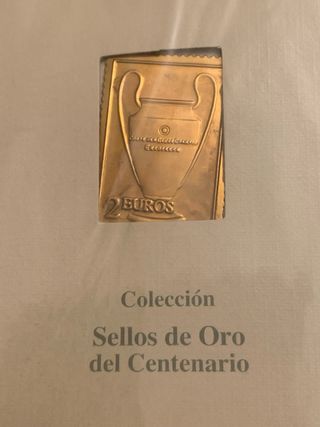 2 EUROS
Colección
Sellos de Oro
del Centenario